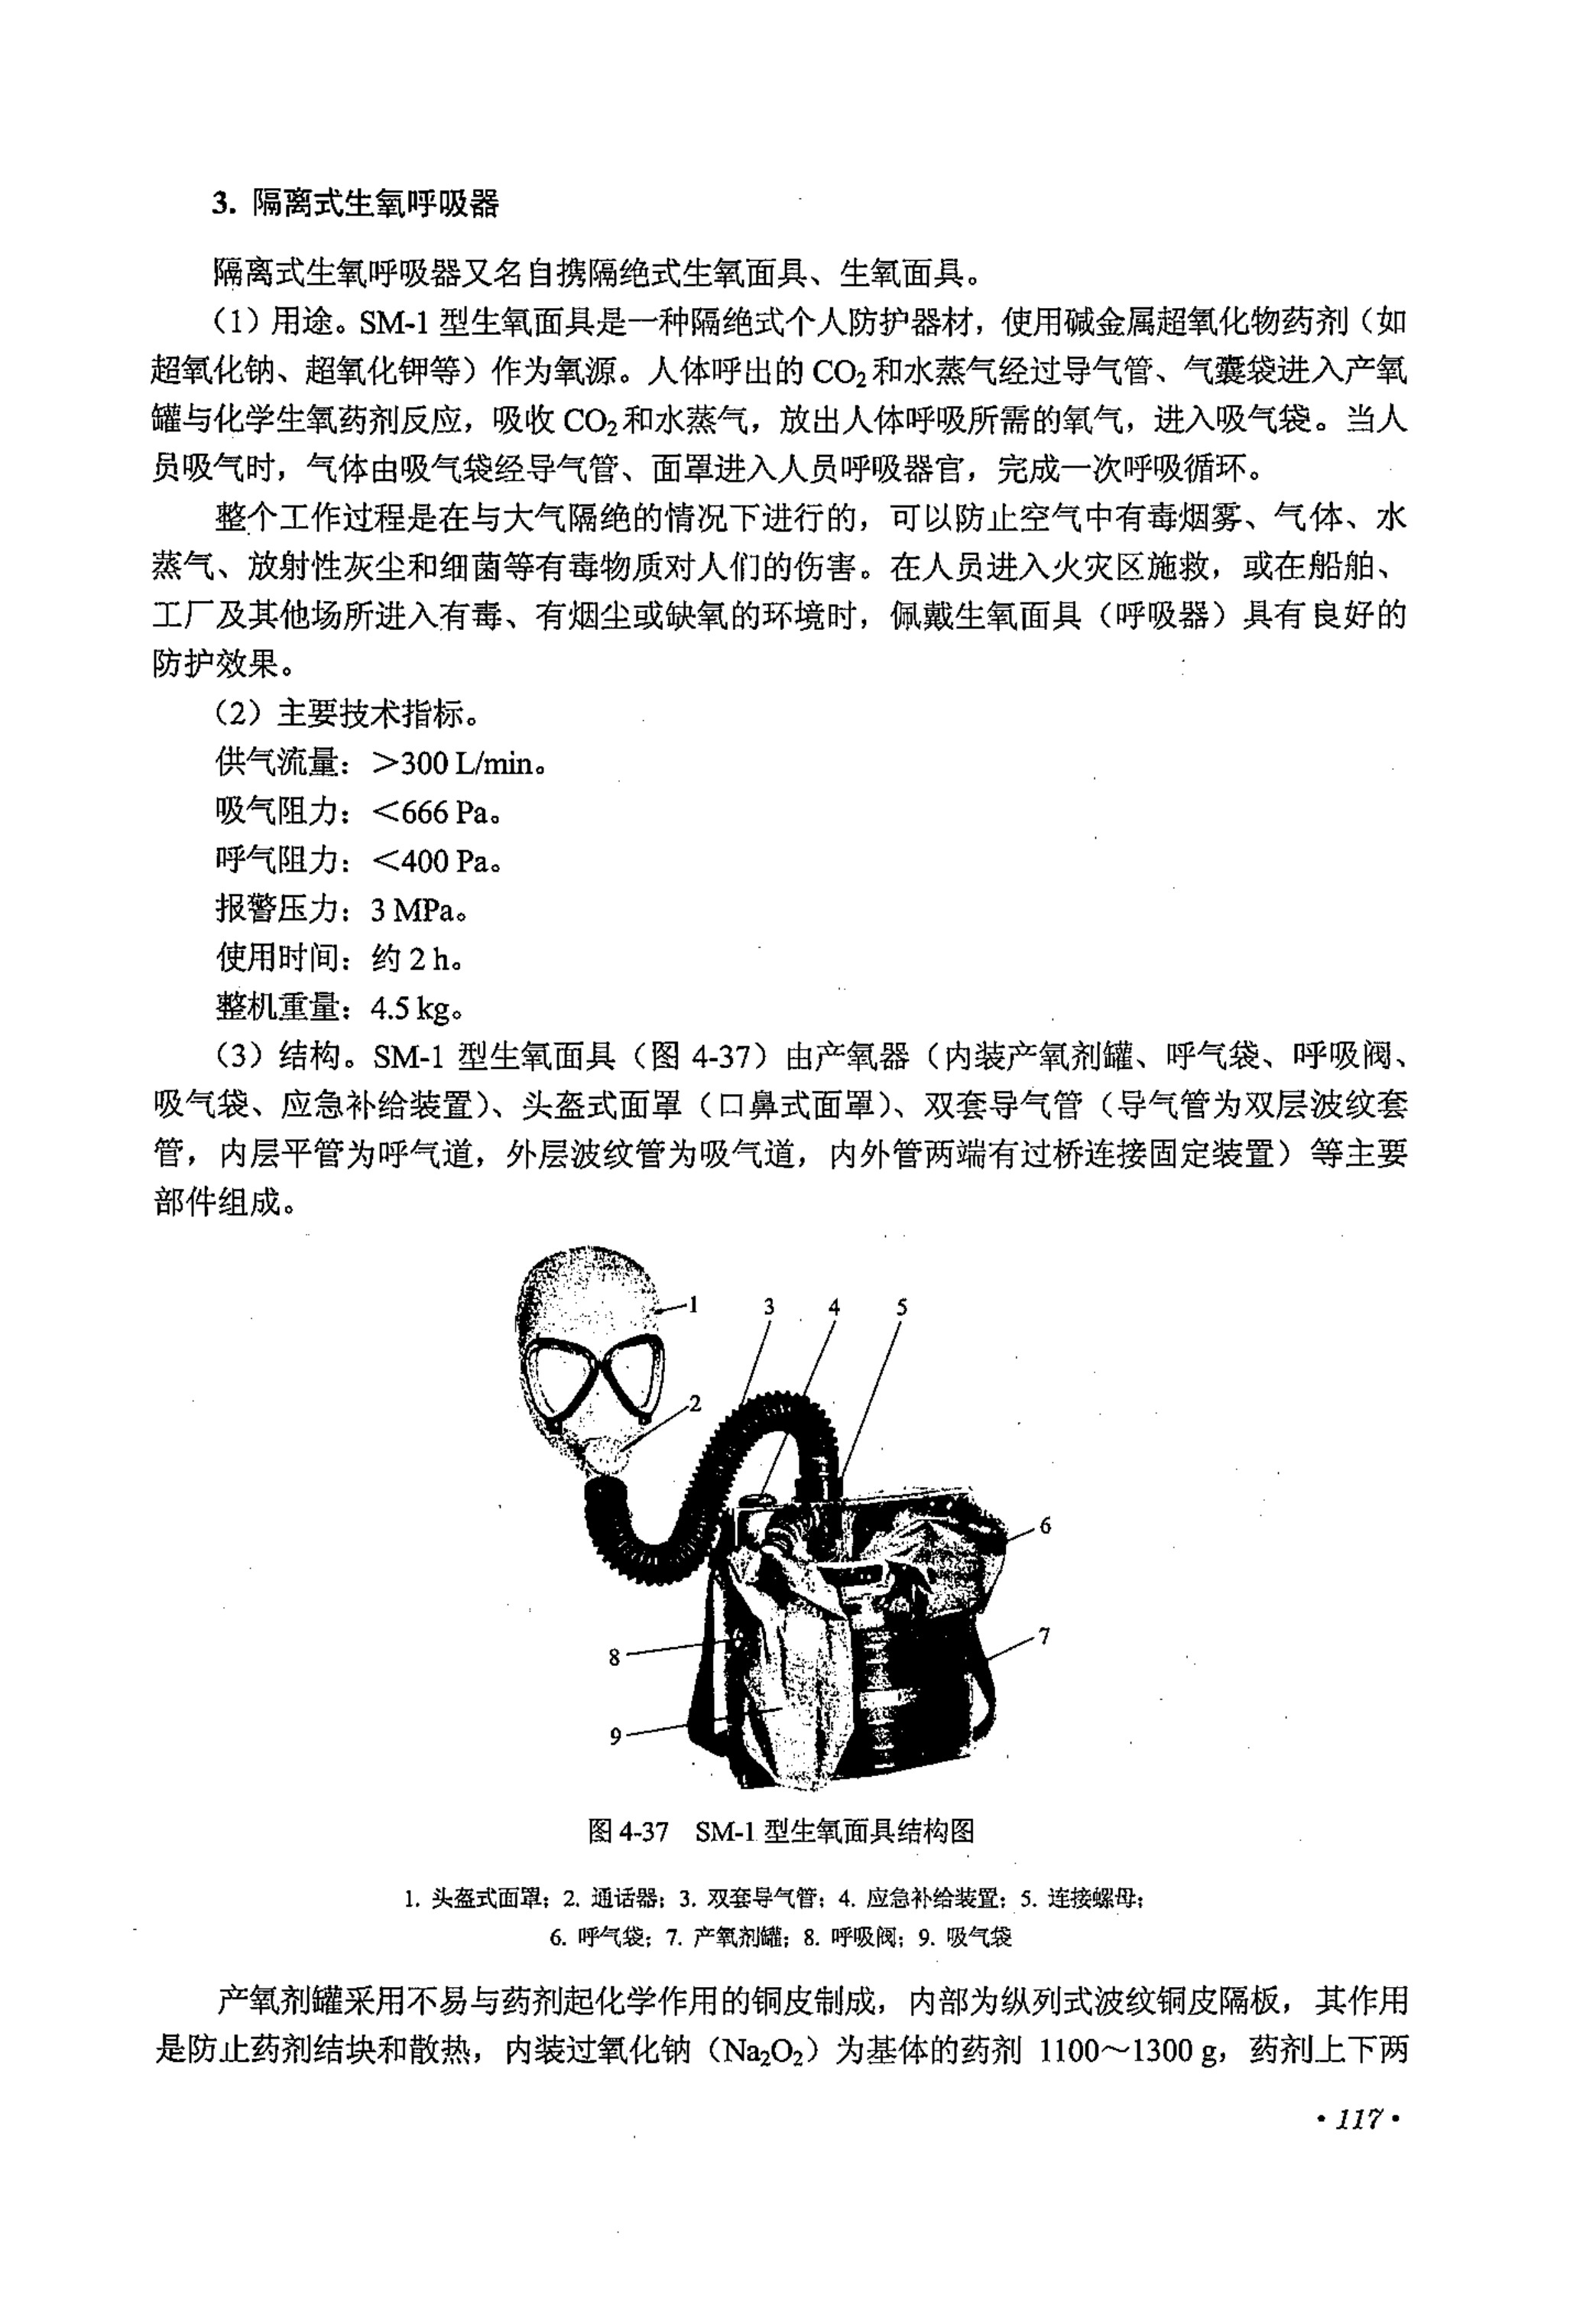 3. 隔离式生氧呼吸器
隔离式生氧呼吸器又名自携隔绝式生氧面具、生氧面具。
（1）用途。SM-1 型生氧面具是一种隔绝式个人防护器材，使用碱金属超氧化物药剂（如
超氧化钠、超氧化钾等）作为氧源。人体呼出的 CO₂和水蒸气经过导气管、气囊袋进入产氧
罐与化学生氧药剂反应，吸收 CO₂和水蒸气，放出人体呼吸所需的氧气，进入吸气袋。当人
员吸气时，气体由吸气袋经导气管、面罩进入人员呼吸器官，完成一次呼吸循环。
整个工作过程是在与大气隔绝的情况下进行的，可以防止空气中有毒烟雾、气体、水
蒸气、放射性灰尘和细菌等有毒物质对人们的伤害。在人员进入火灾区施救，或在船舶、
工厂及其他场所进入有毒、有烟尘或缺氧的环境时，佩戴生氧面具（呼吸器）具有良好的
防护效果。
（2）主要技术指标。
供气流量：＞300 L/min。
吸气阻力：＜666 Pa。
呼气阻力：＜400 Pa。
报警压力：3 MPa。
使用时间：约 2 h。
整机重量：4.5 kg。
（3）结构。SM-1 型生氧面具（图 4-37）由产氧器（内装产氧剂罐、呼气袋、呼吸阀、
吸气袋、应急补给装置）、头盔式面罩（口鼻式面罩）、双套导气管（导气管为双层波纹套
管，内层平管为呼气道，外层波纹管为吸气道，内外管两端有过桥连接固定装置）等主要
部件组成。
1 3 4 5
2
6
7
8
9
图 4-37 SM-1 型生氧面具结构图
1. 头盔式面罩；2. 通话器；3. 双套导气管；4. 应急补给装置；5. 连接螺母；
6. 呼气袋；7. 产氧剂罐；8. 呼吸阀；9. 吸气袋
产氧剂罐采用不易与药剂起化学作用的铜皮制成，内部为纵列式波纹铜皮隔板，其作用
是防止药剂结块和散热，内装过氧化钠（Na₂O₂）为基体的药剂 1100～1300 g，药剂上下两
·117·